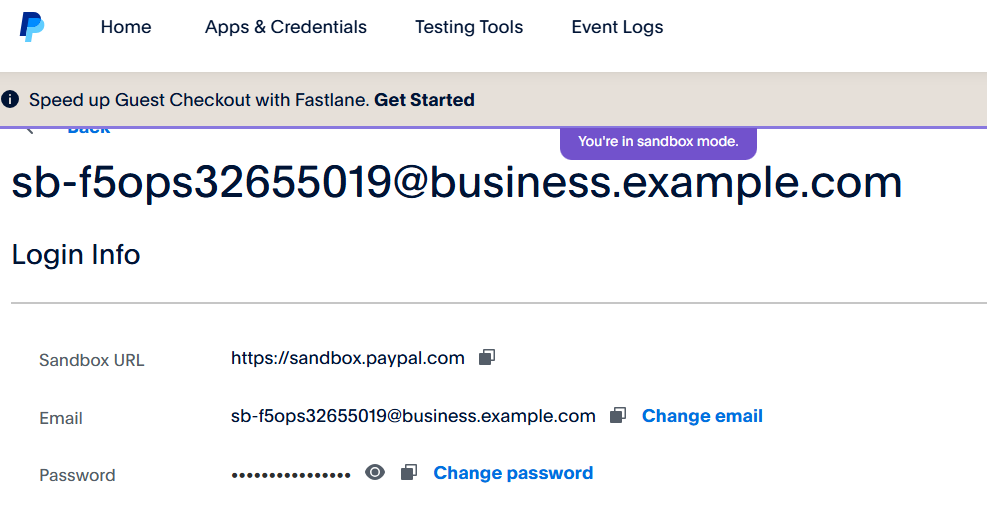 Home Apps & Credentials Testing Tools Event Logs
Speed up Guest Checkout with Fastlane. Get Started
Back
You're in sandbox mode.
sb-f5ops32655019@business.example.com
Login Info
Sandbox URL https://sandbox.paypal.com
Email sb-f5ops32655019@business.example.com Change email
Password ••••••••••••••• Change password